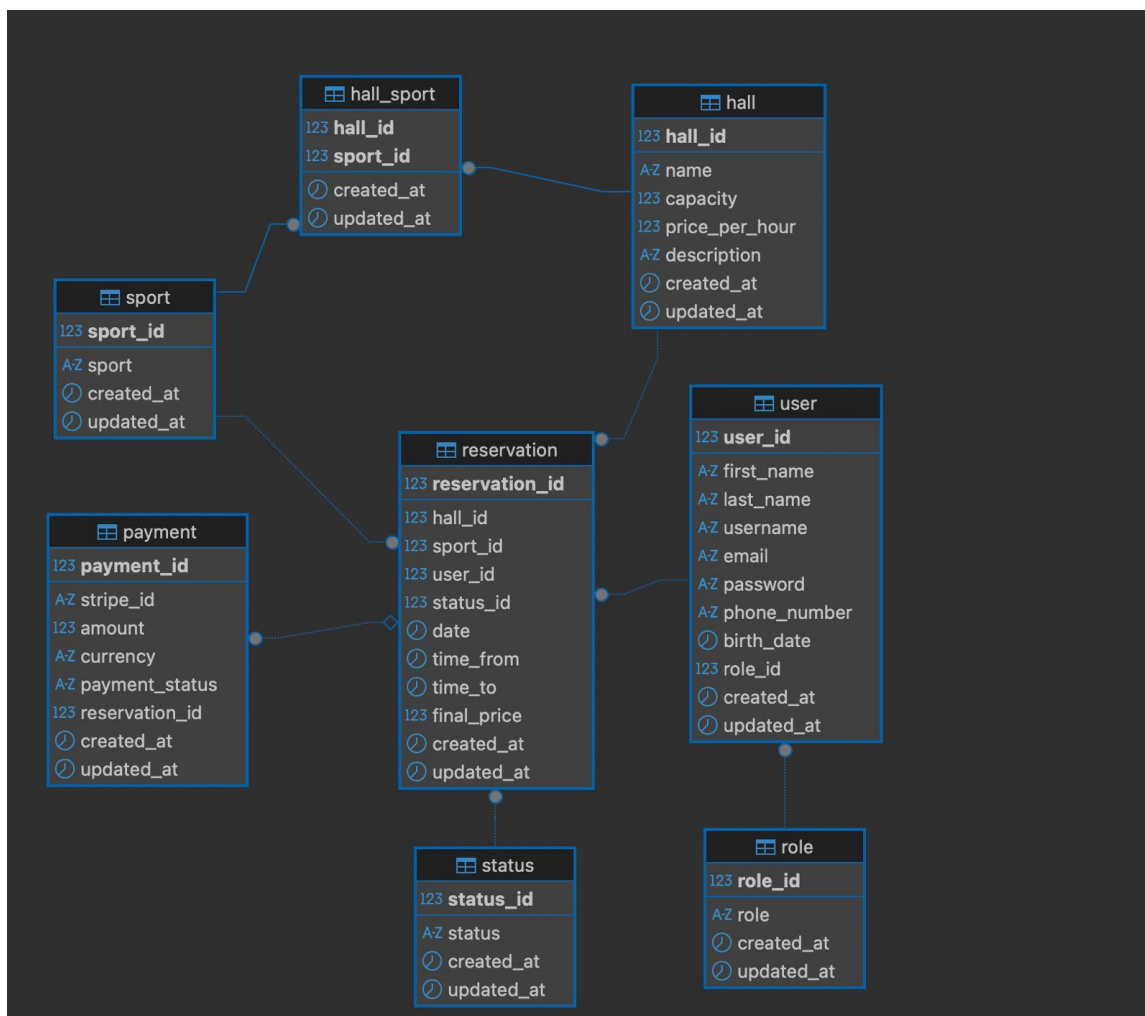 hall_sport
123 hall_id
123 sport_id
created_at
updated_at
hall
123 hall_id
A-Z name
123 capacity
123 price_per_hour
A-Z description
created_at
updated_at
sport
123 sport_id
A-Z sport
created_at
updated_at
user
123 user_id
A-Z first_name
A-Z last_name
A-Z username
A-Z email
A-Z password
A-Z phone_number
birth_date
123 role_id
created_at
updated_at
reservation
123 reservation_id
123 hall_id
123 sport_id
123 user_id
123 status_id
date
time_from
time_to
123 final_price
created_at
updated_at
payment
123 payment_id
A-Z stripe_id
123 amount
A-Z currency
A-Z payment_status
123 reservation_id
created_at
updated_at
status
123 status_id
A-Z status
created_at
updated_at
role
123 role_id
A-Z role
created_at
updated_at